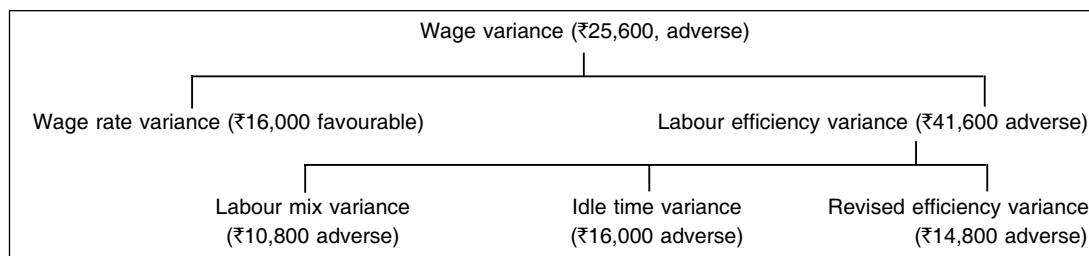 Wage variance (₹25,600, adverse)
Wage rate variance (₹16,000 favourable) Labour efficiency variance (₹41,600 adverse)
Labour mix variance Idle time variance Revised efficiency variance
(₹10,800 adverse) (₹16,000 adverse) (₹14,800 adverse)